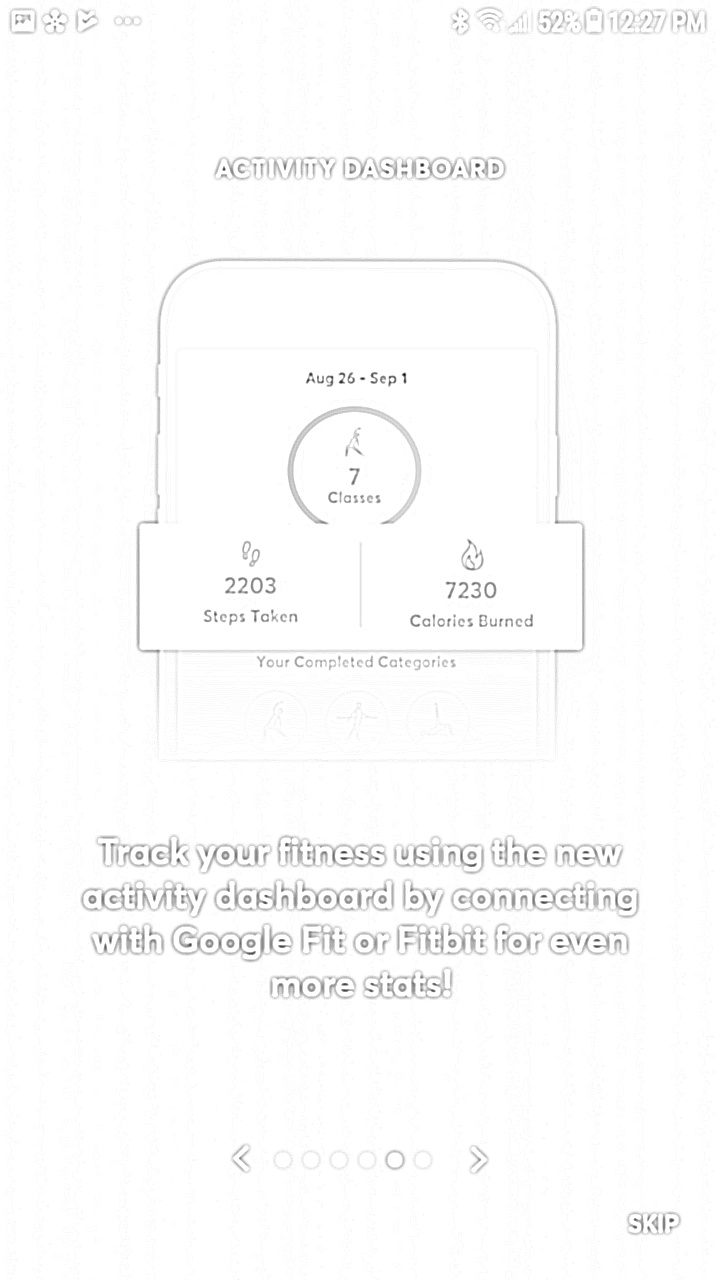 52% 12:27 PM
ACTIVITY DASHBOARD
Aug 26 - Sep 1
7
Classes
2203
Steps Taken
7230
Calories Burned
Your Completed Categories
Track your fitness using the new
activity dashboard by connecting
with Google Fit or Fitbit for even
more stats!
SKIP